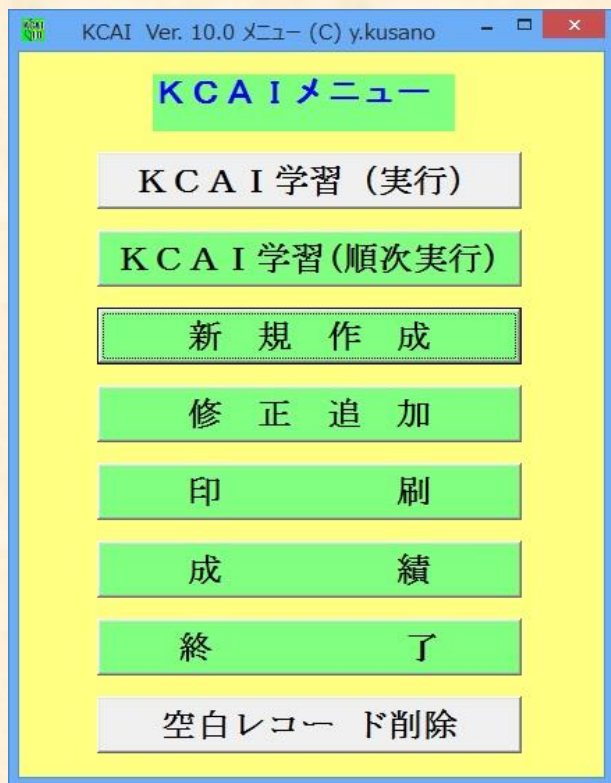 KCAI Ver. 10.0 メニュー (C) y.kusano
ＫＣＡＩメニュー
ＫＣＡＩ学習（実行）
ＫＣＡＩ学習(順次実行)
新　規　作　成
修　正　追　加
印　　　　　刷
成　　　　　績
終　　　　　了
空白レコード削除